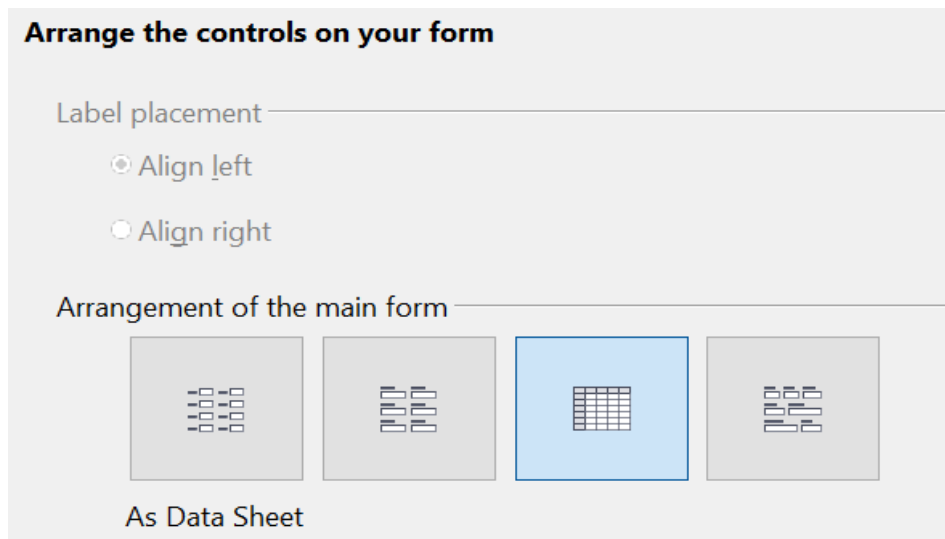 Arrange the controls on your form
Label placement
Align left
Align right
Arrangement of the main form
As Data Sheet